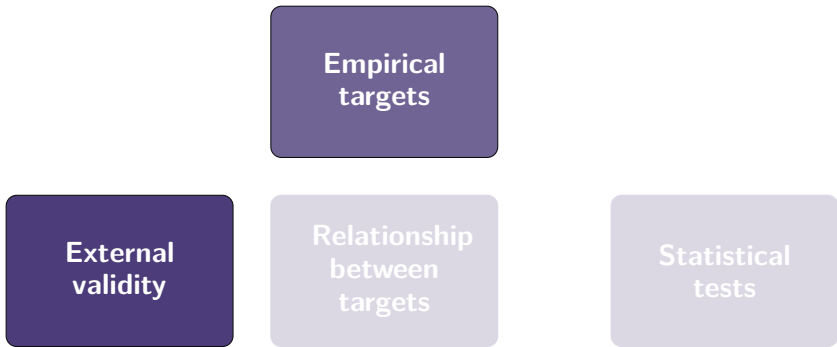 Empirical
targets
External
validity
Relationship
between
targets
Statistical
tests